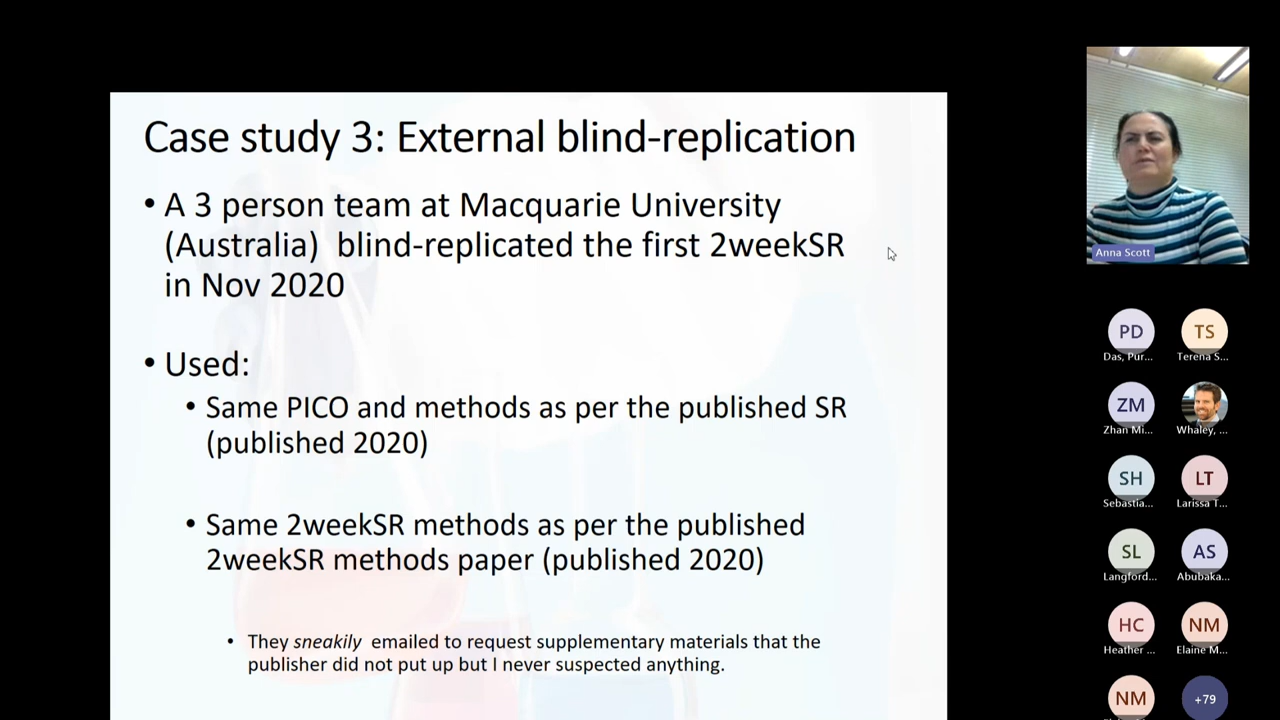 Case study 3: External blind-replication
• A 3 person team at Macquarie University
(Australia) blind-replicated the first 2weekSR
in Nov 2020
• Used:
• Same PICO and methods as per the published SR
(published 2020)
• Same 2weekSR methods as per the published
2weekSR methods paper (published 2020)
• They sneakily emailed to request supplementary materials that the
publisher did not put up but I never suspected anything.
Anna Scott
PD
TS
Das, Pur...
Terena S...
ZM
Zhan Mi...
Whaley, ...
SH
LT
Sebastia...
Larissa T...
SL
AS
Langford...
Abubaka...
HC
NM
Heather ...
Elaine M...
NM
+79